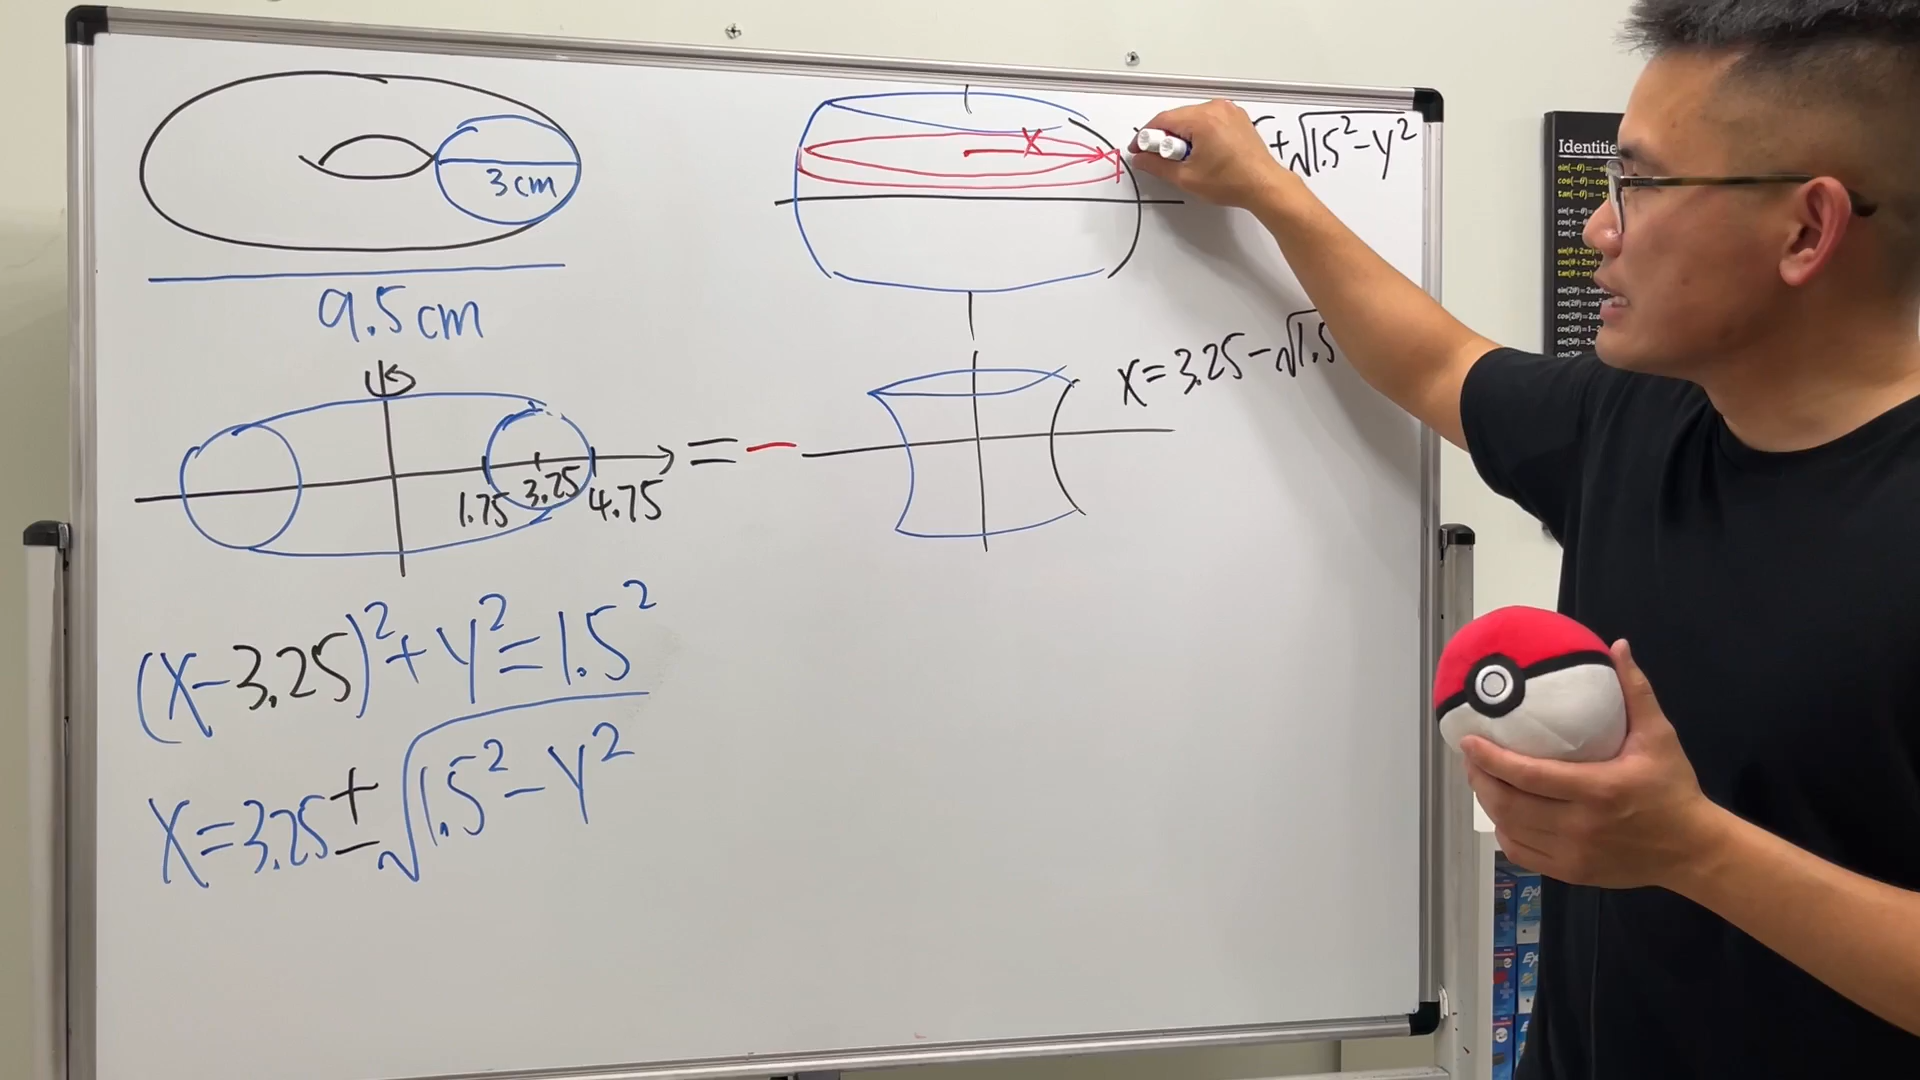 3cm
9.5cm
x
+√1.5²-y²
x=3.25-√1.5
= -
1.75 3.25 4.75
(x-3.25)²+y²=1.5²
x=3.25±√1.5²-y²
Identitie